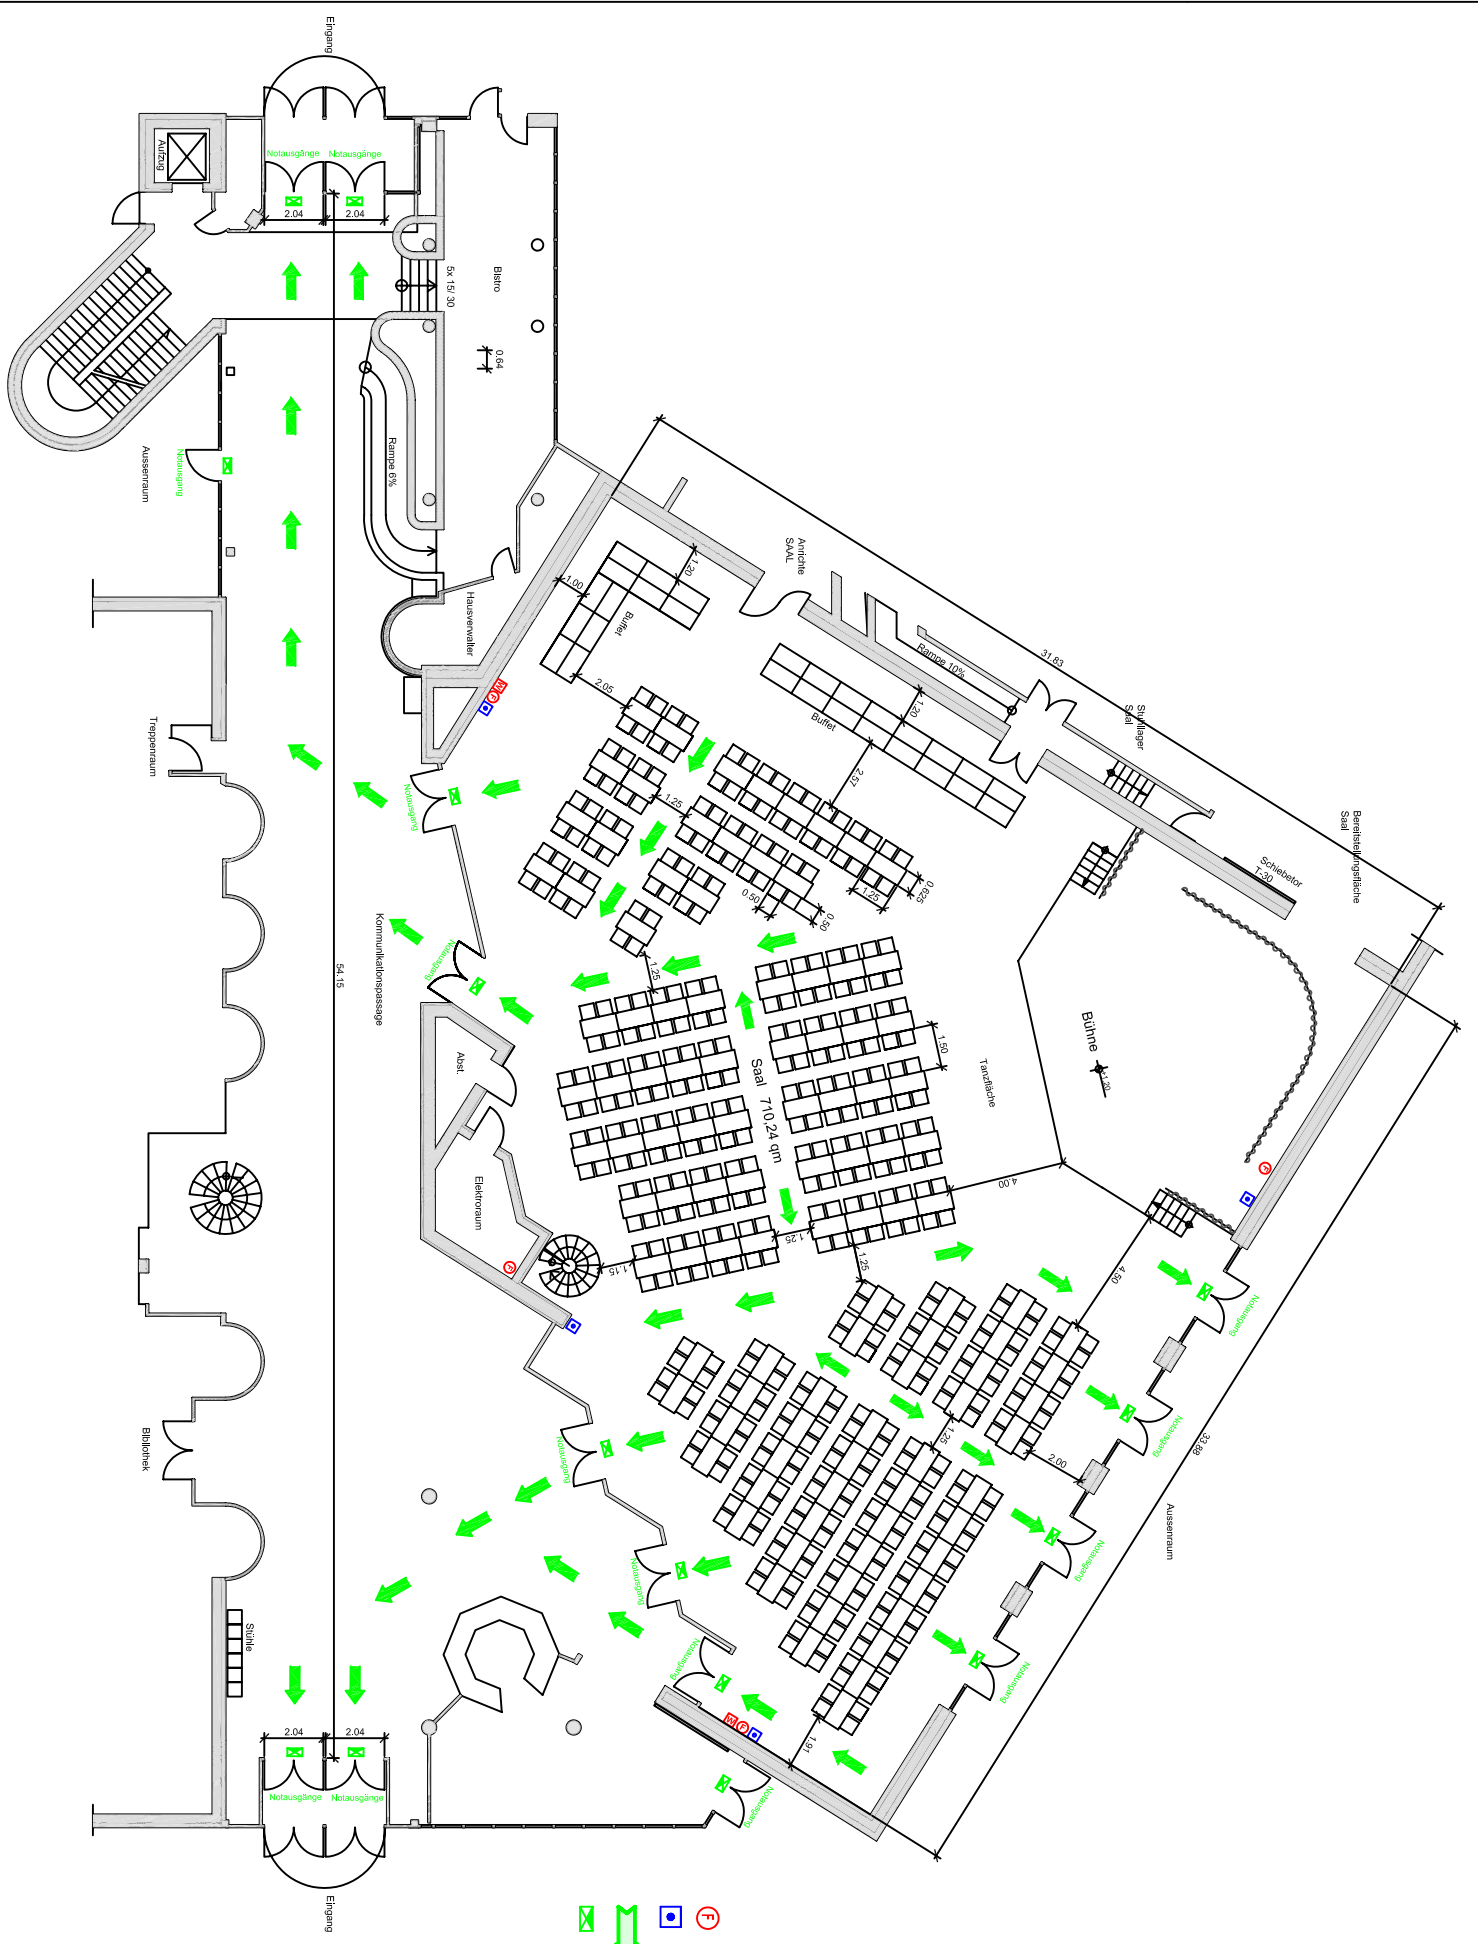 Eingang
Aufzug
Notausgänge
Notausgänge
2.04
2.04
5x 15/ 30
Bistro
0.64
Rampe 6%
Aussenraum
Notausgang
Hausverwalter
Treppenraum
Anrichte
SAAL
1.20
1.00
Buffet
2.05
Rampe 10%
31.83
Stuhllager
Saal
1.20
Buffet
2.57
Bereitstellungsfläche
Saal
Schiebetor
T-30
W
F
Notausgang
1.25
0.625
1.25
0.50
0.50
Notausgang
Kommunikationspassage
54.15
1.25
Bühne
+1.20
1.50
Tanzfläche
Saal 710,24 qm
Abst.
Elektroraum
F
4.00
F
1.25
1.15
1.25
4.50
Notausgang
Notausgang
33.88
Aussenraum
1.25
2.00
Notausgang
Bibliothek
Notausgang
Notausgang
Notausgang
Notausgang
Stühle
W
F
1.91
Notausgang
2.04
2.04
Notausgänge
Notausgänge
Eingang
F